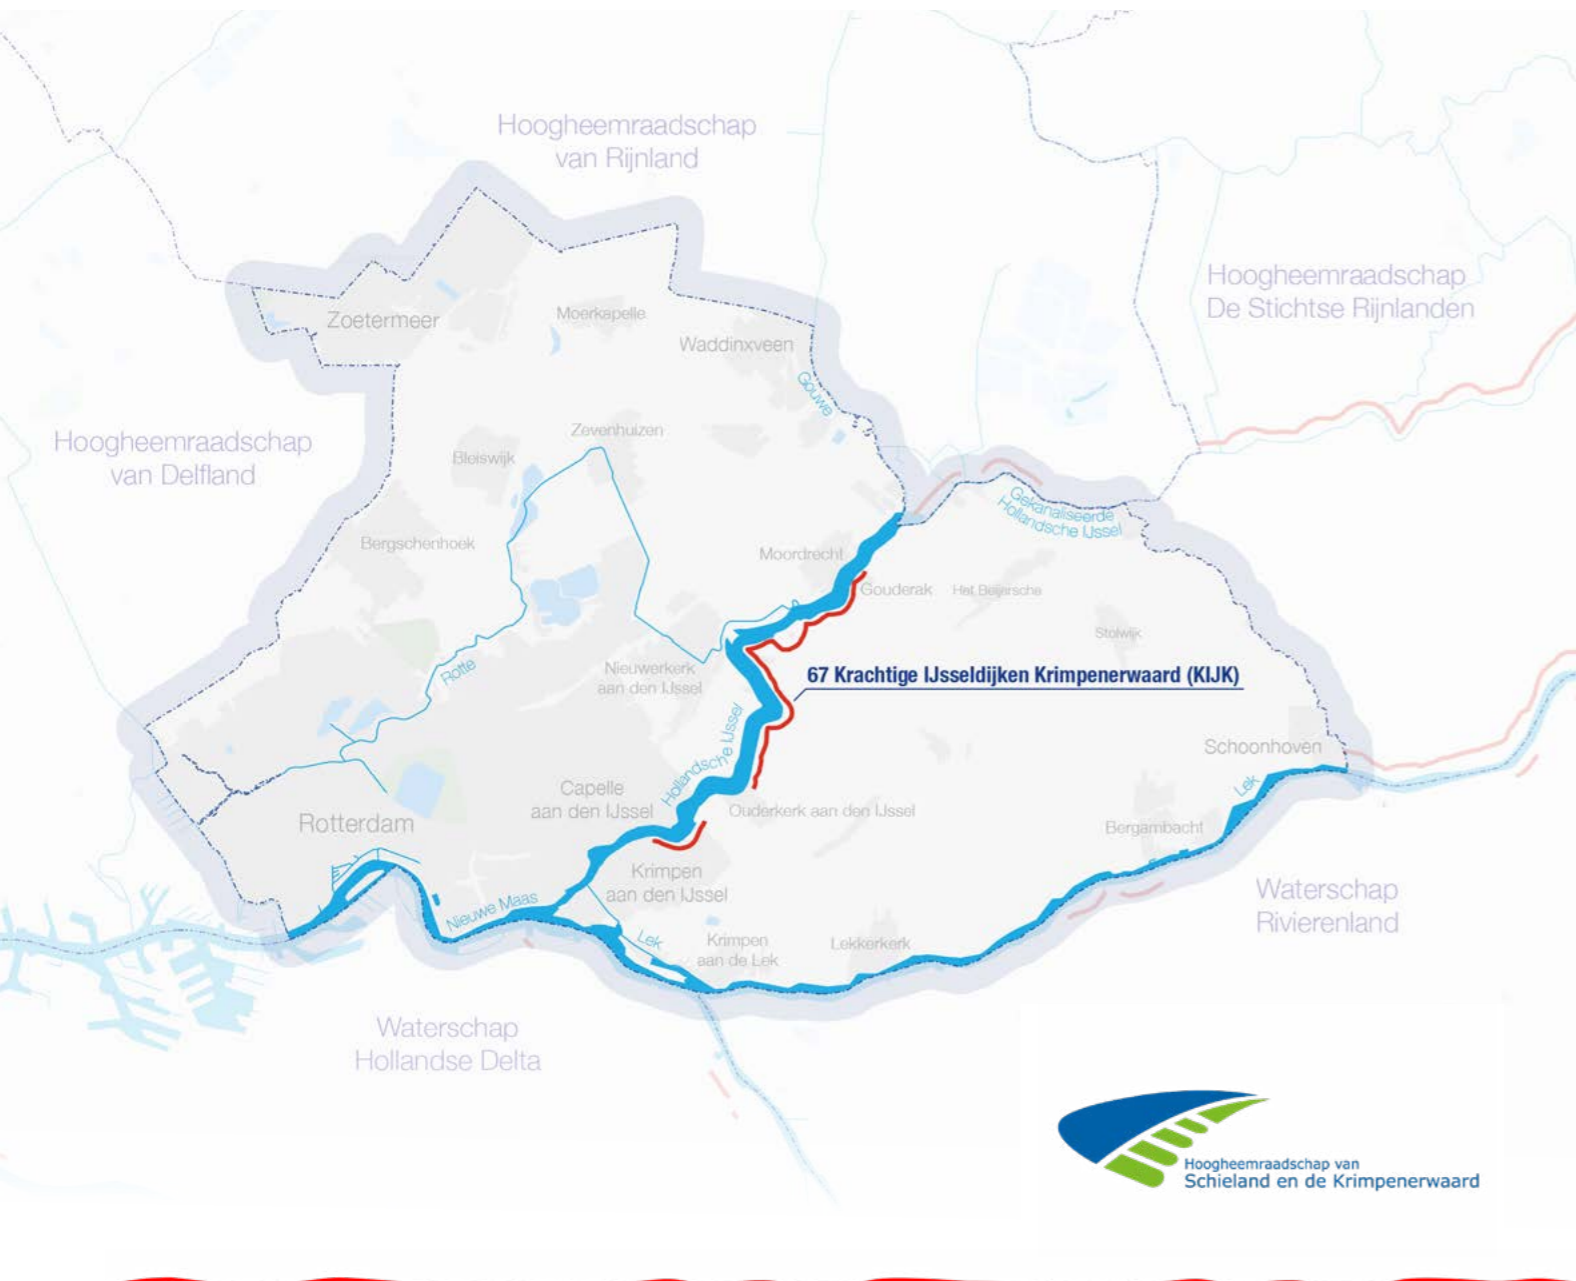 Hoogheemraadschap
van Rijnland
Hoogheemraadschap
De Stichtse Rijnlanden
Zoetermeer
Moerkapelle
Waddinxveen
Gouwe
Hoogheemraadschap
van Delfland
Zevenhuizen
Bleiswijk
Gekanaliseerde
Hollandsche IJssel
Bergschenhoek
Moordrecht
Gouderak
Het Beijersche
Stolwijk
Rotte
Nieuwerkerk
aan den IJssel
67 Krachtige IJsseldijken Krimpenerwaard (KIJK)
Hollandsche IJssel
Schoonhoven
Lek
Capelle
aan den IJssel
Ouderkerk aan den IJssel
Rotterdam
Bergambacht
Krimpen
aan den IJssel
Waterschap
Rivierenland
Nieuwe Maas
Lek
Krimpen
aan de Lek
Lekkerkerk
Waterschap
Hollandse Delta
Hoogheemraadschap van
Schieland en de Krimpenerwaard